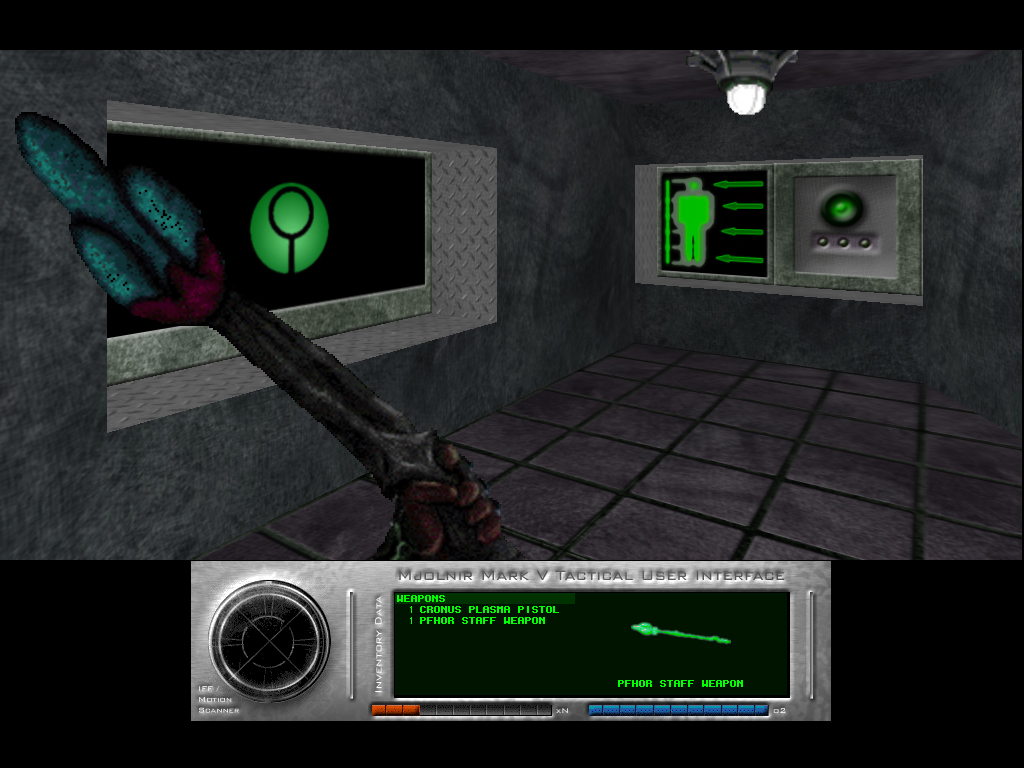 Mjolnir Mark V Tactical User Interface
Inventory Data
WEAPONS
1 CRONUS PLASMA PISTOL
1 PFHOR STAFF WEAPON
PFHOR STAFF WEAPON
IFF /
Motion
Scanner
xN
o2